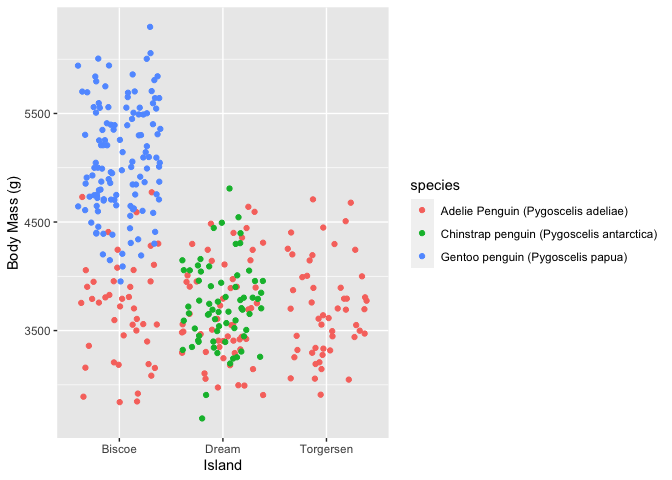 5500
4500
3500
Body Mass (g)
Biscoe Dream Torgersen
Island
species
Adelie Penguin (Pygoscelis adeliae)
Chinstrap penguin (Pygoscelis antarctica)
Gentoo penguin (Pygoscelis papua)